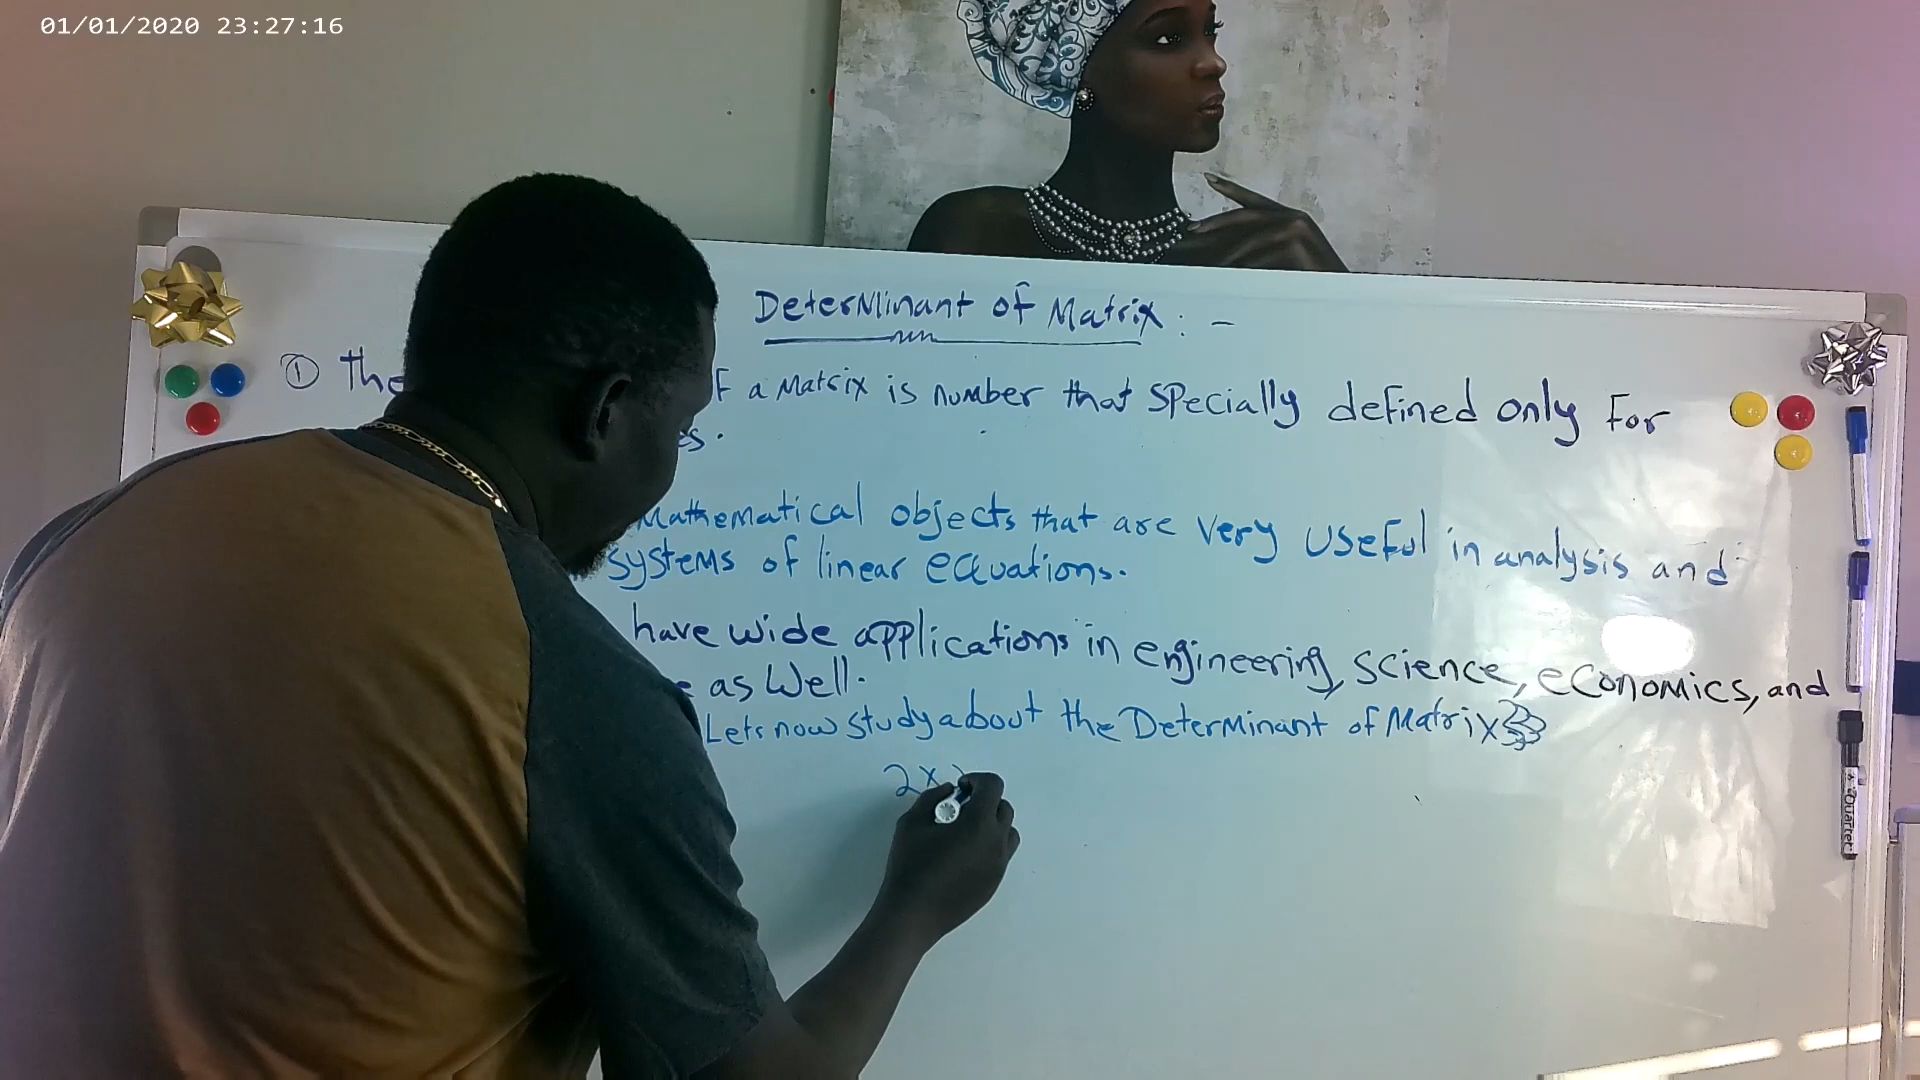 01/01/2020 23:27:16
Determinant of Matrix : -
① The
F a Matrix is number that specially defined only For
es.
Mathematical objects that are very useful in analysis and
systems of linear equations.
have wide applications in engineering, science, economics, and
e as well.
Lets now study about the Determinant of Matrix
2x
Quartet